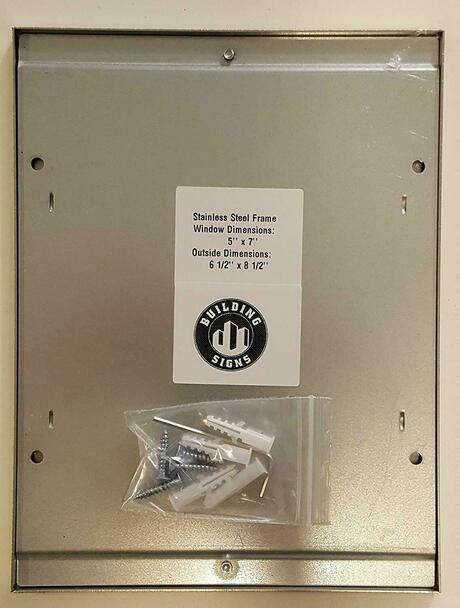 Stainless Steel Frame
Window Dimensions:
5'' x 7''
Outside Dimensions:
6 1/2'' x 8 1/2''
BUILDING
SIGNS